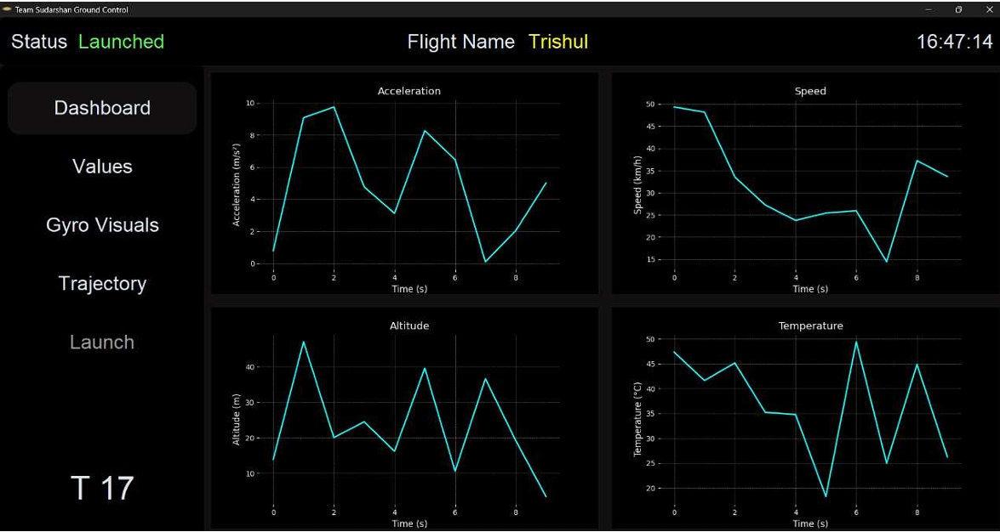 Team Sudarshan Ground Control
Status Launched
Flight Name Trishul
16:47:14
Dashboard
Values
Gyro Visuals
Trajectory
Launch
T 17
Acceleration
Acceleration (m/s²)
10
8
6
4
2
0
0 2 4 6 8
Time (s)
Speed
Speed (km/h)
50
45
40
35
30
25
20
15
0 2 4 6 8
Time (s)
Altitude
Altitude (m)
40
30
20
10
0 2 4 6 8
Time (s)
Temperature
Temperature (°C)
50
45
40
35
30
25
20
0 2 4 6 8
Time (s)